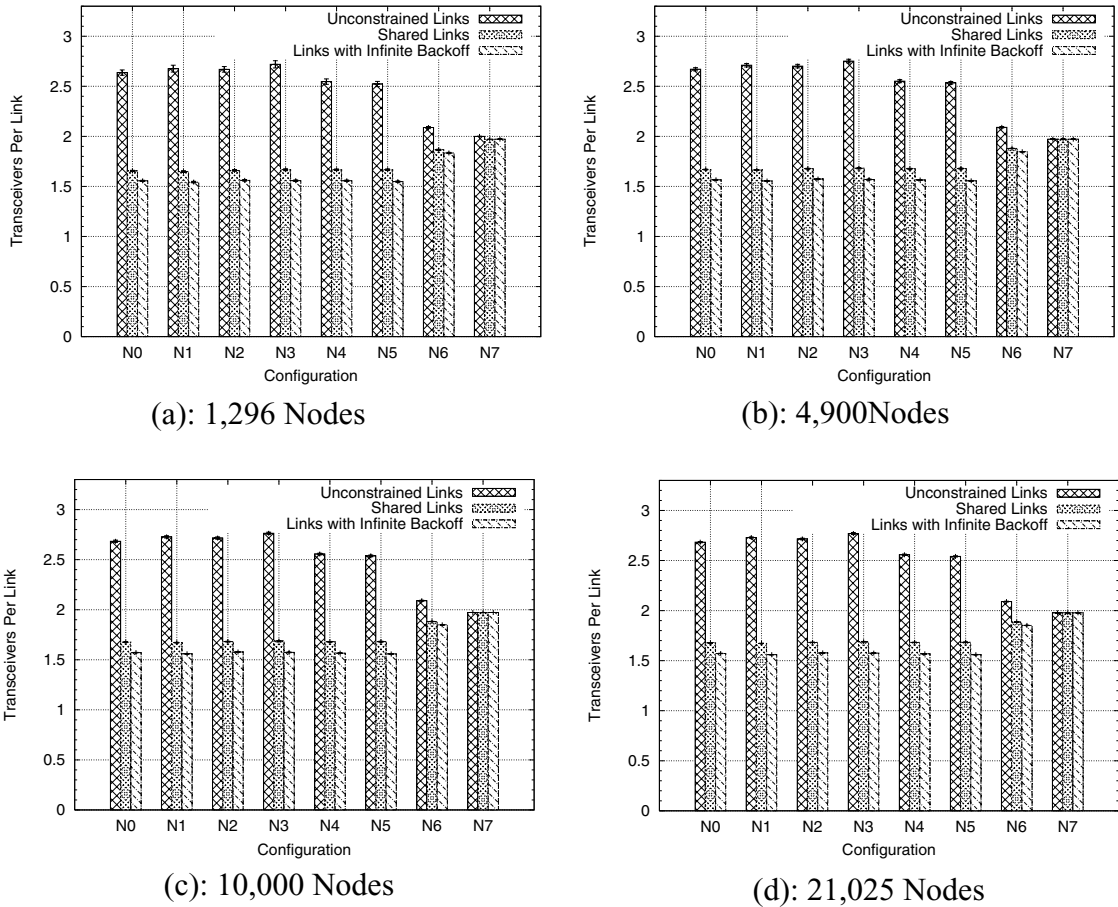 Unconstrained Links
Shared Links
Links with Infinite Backoff
3
2.5
2
1.5
1
0.5
0
Transceivers Per Link
N0 N1 N2 N3 N4 N5 N6 N7
Configuration
(a): 1,296 Nodes
Unconstrained Links
Shared Links
Links with Infinite Backoff
3
2.5
2
1.5
1
0.5
0
Transceivers Per Link
N0 N1 N2 N3 N4 N5 N6 N7
Configuration
(b): 4,900Nodes
Unconstrained Links
Shared Links
Links with Infinite Backoff
3
2.5
2
1.5
1
0.5
0
Transceivers Per Link
N0 N1 N2 N3 N4 N5 N6 N7
Configuration
(c): 10,000 Nodes
Unconstrained Links
Shared Links
Links with Infinite Backoff
3
2.5
2
1.5
1
0.5
0
Transceivers Per Link
N0 N1 N2 N3 N4 N5 N6 N7
Configuration
(d): 21,025 Nodes